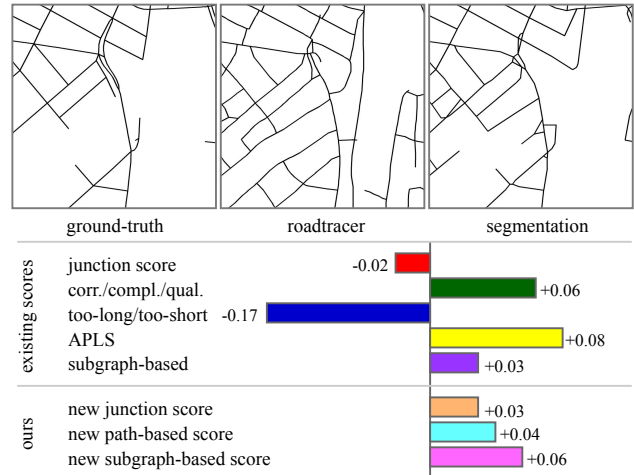 ground-truth roadtracer segmentation
existing scores
junction score -0.02
corr./compl./qual. +0.06
too-long/too-short -0.17
APLS +0.08
subgraph-based +0.03
ours
new junction score +0.03
new path-based score +0.04
new subgraph-based score +0.06